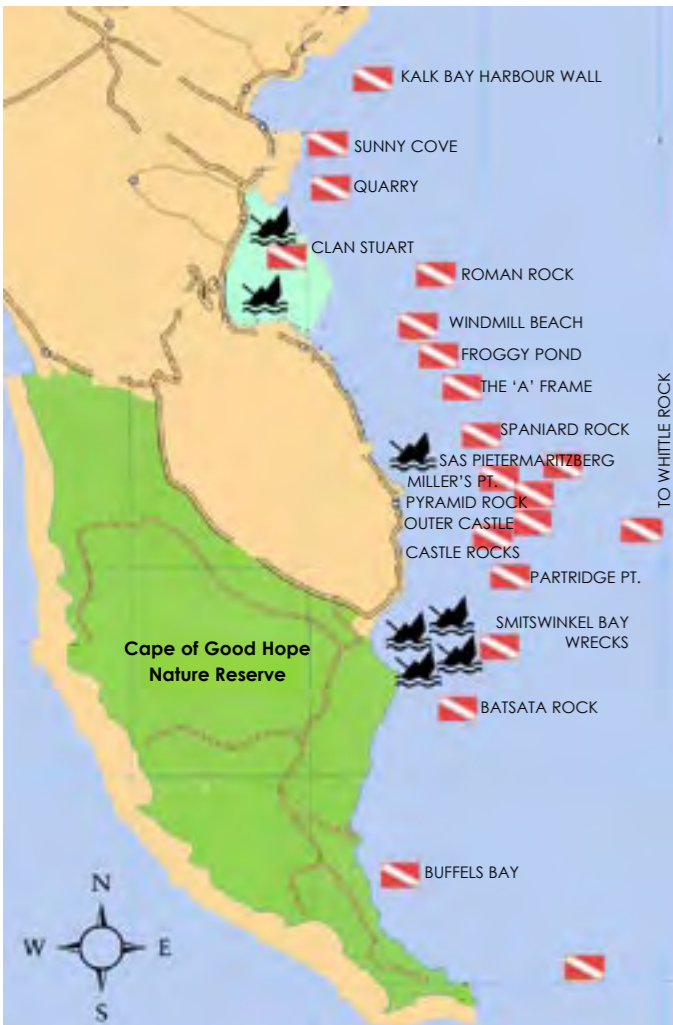 KALK BAY HARBOUR WALL
SUNNY COVE
QUARRY
CLAN STUART
ROMAN ROCK
WINDMILL BEACH
FROGGY POND
THE ‘A’ FRAME
SPANIARD ROCK
SAS PIETERMARITZBERG
MILLER'S PT.
PYRAMID ROCK
OUTER CASTLE
CASTLE ROCKS
TO WHITTLE ROCK
PARTRIDGE PT.
SMITSWINKEL BAY
WRECKS
Cape of Good Hope
Nature Reserve
BATSATA ROCK
BUFFELS BAY
N
W
E
S